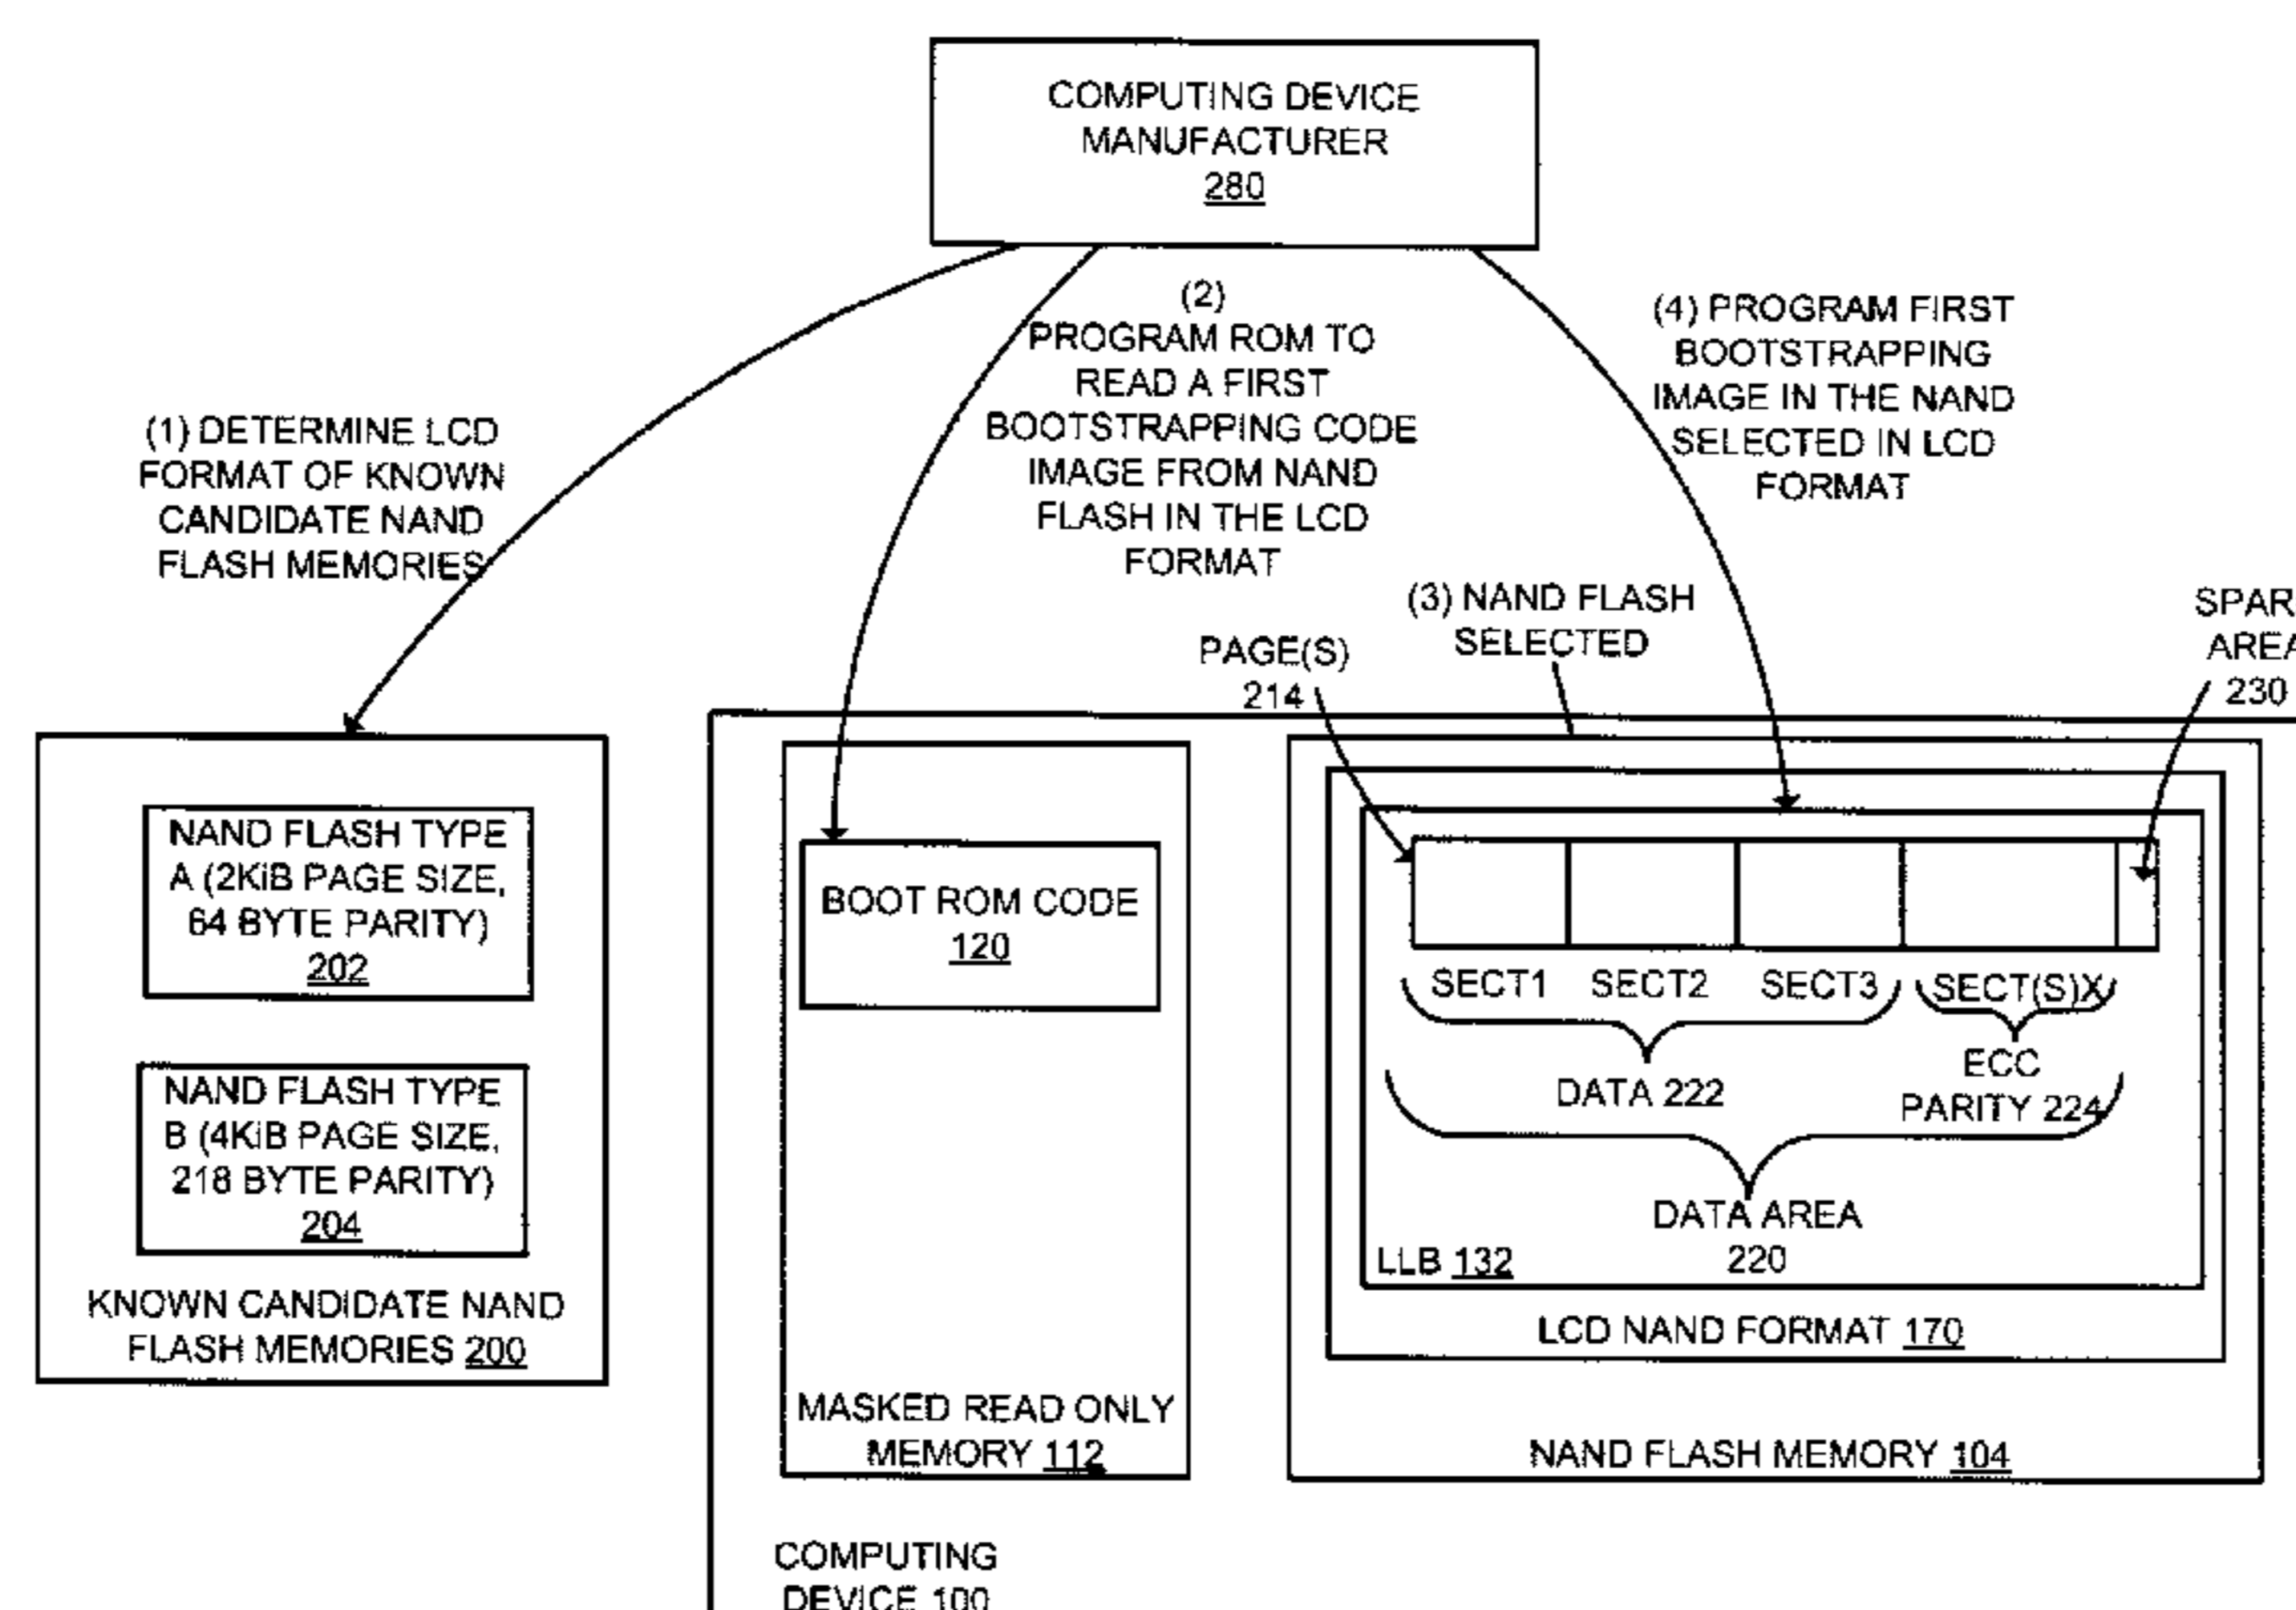 COMPUTING DEVICE
MANUFACTURER
280
(1) DETERMINE LCD
FORMAT OF KNOWN
CANDIDATE NAND
FLASH MEMORIES
(2)
PROGRAM ROM TO
READ A FIRST
BOOTSTRAPPING CODE
IMAGE FROM NAND
FLASH IN THE LCD
FORMAT
(4) PROGRAM FIRST
BOOTSTRAPPING
IMAGE IN THE NAND
SELECTED IN LCD
FORMAT
(3) NAND FLASH
SELECTED
PAGE(S)
214
SPAR
AREA
230
NAND FLASH TYPE
A (2KiB PAGE SIZE,
64 BYTE PARITY)
202
NAND FLASH TYPE
B (4KiB PAGE SIZE,
218 BYTE PARITY)
204
KNOWN CANDIDATE NAND
FLASH MEMORIES 200
BOOT ROM CODE
120
MASKED READ ONLY
MEMORY 112
SECT1 SECT2 SECT3 SECT(S)X
DATA 222
ECC
PARITY 224
DATA AREA
220
LLB 132
LCD NAND FORMAT 170
NAND FLASH MEMORY 104
COMPUTING
DEVICE 100